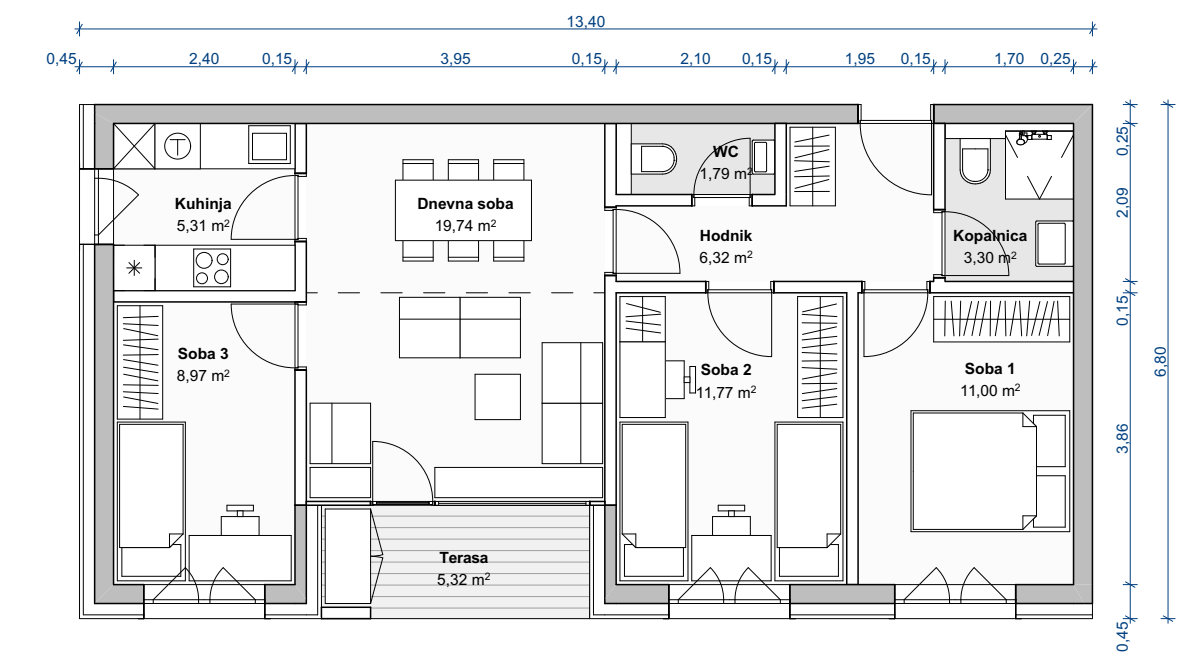 13,40
0,45 2,40 0,15 3,95 0,15 2,10 0,15 1,95 0,15 1,70 0,25
T
WC
1,79 m²
Kuhinja
5,31 m²
Dnevna soba
19,74 m²
Hodnik
6,32 m²
Kopalnica
3,30 m²
Soba 3
8,97 m²
Soba 2
11,77 m²
Soba 1
11,00 m²
Terasa
5,32 m²
0,25
2,09
0,15
3,86
0,45
6,80